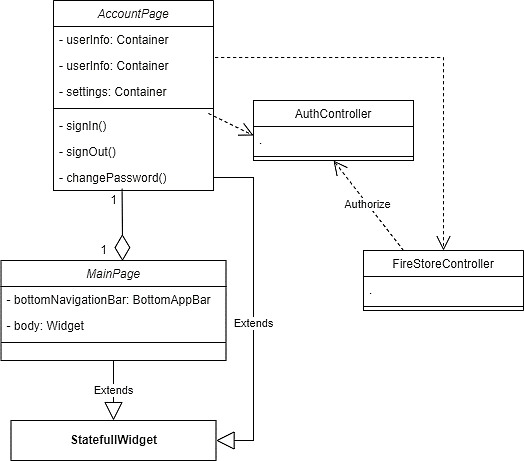 AccountPage
- userInfo: Container
- userInfo: Container
- settings: Container
- signIn()
- signOut()
- changePassword()
AuthController
.
Authorize
FireStoreController
.
1
1
MainPage
- bottomNavigationBar: BottomAppBar
- body: Widget
Extends
Extends
StatefullWidget